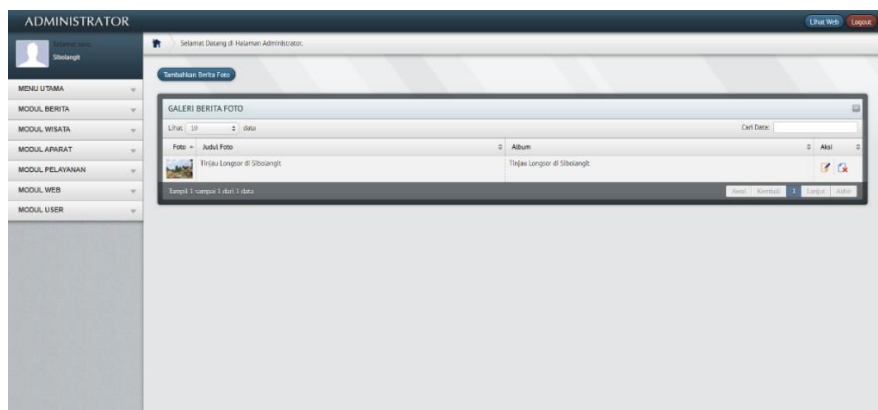 ADMINISTRATOR
Lihat Web Logout
Selamat Datang di Halaman Administrator.
Sibolangit
Tambahkan Berita Foto
MENU UTAMA
MODUL BERITA
MODUL WISATA
MODUL APARAT
MODUL PELAYANAN
MODUL WEB
MODUL USER
GALERI BERITA FOTO
Lihat 10 data
Cari Data:
Foto Judul Foto Album Aksi
Tinjau Longsor di Sibolangit Tinjau Longsor di Sibolangit
Tampil 1 sampai 1 dari 1 data
Awal Kembali 1 Lanjut Akhir